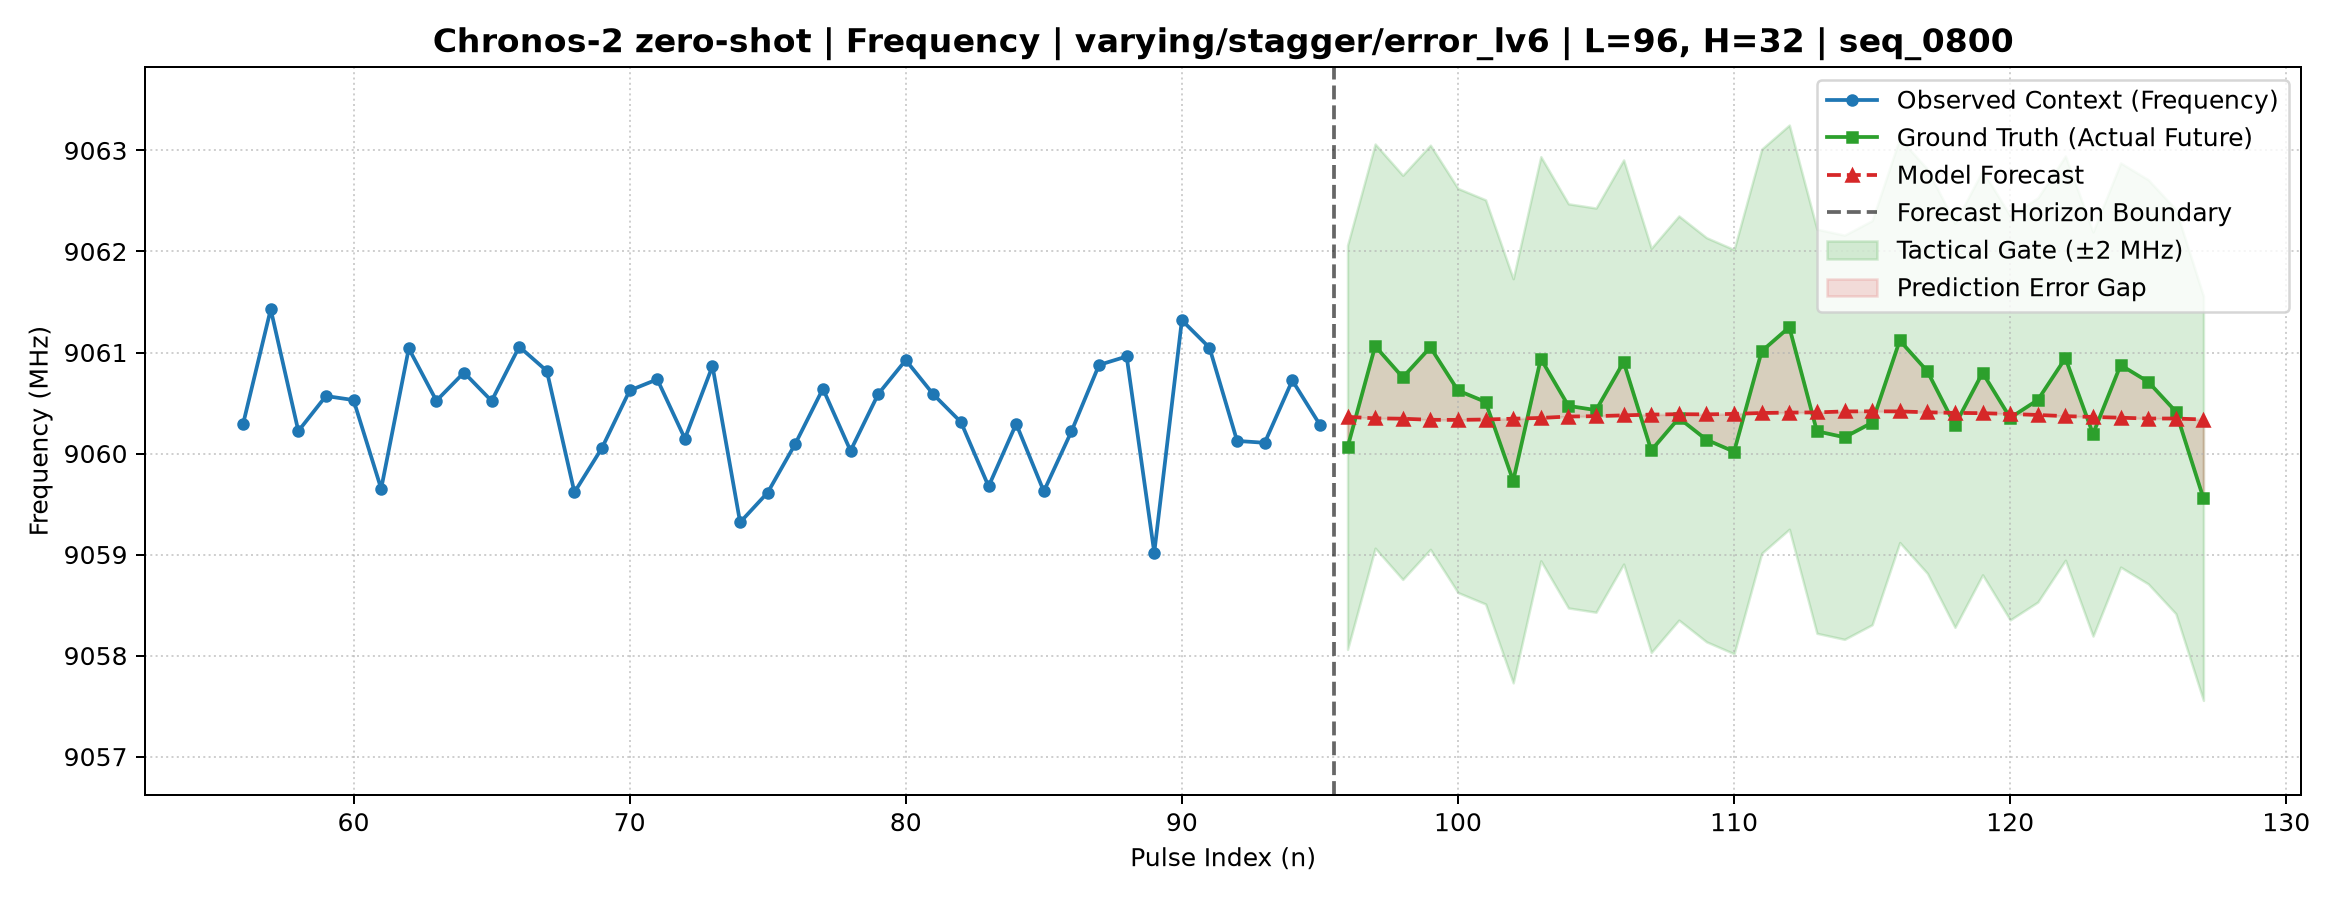 Chronos-2 zero-shot | Frequency | varying/stagger/error_lv6 | L=96, H=32 | seq_0800
Observed Context (Frequency)
Ground Truth (Actual Future)
Model Forecast
Forecast Horizon Boundary
Tactical Gate (±2 MHz)
Prediction Error Gap
Frequency (MHz)
9063
9062
9061
9060
9059
9058
9057
60 70 80 90 100 110 120 130
Pulse Index (n)